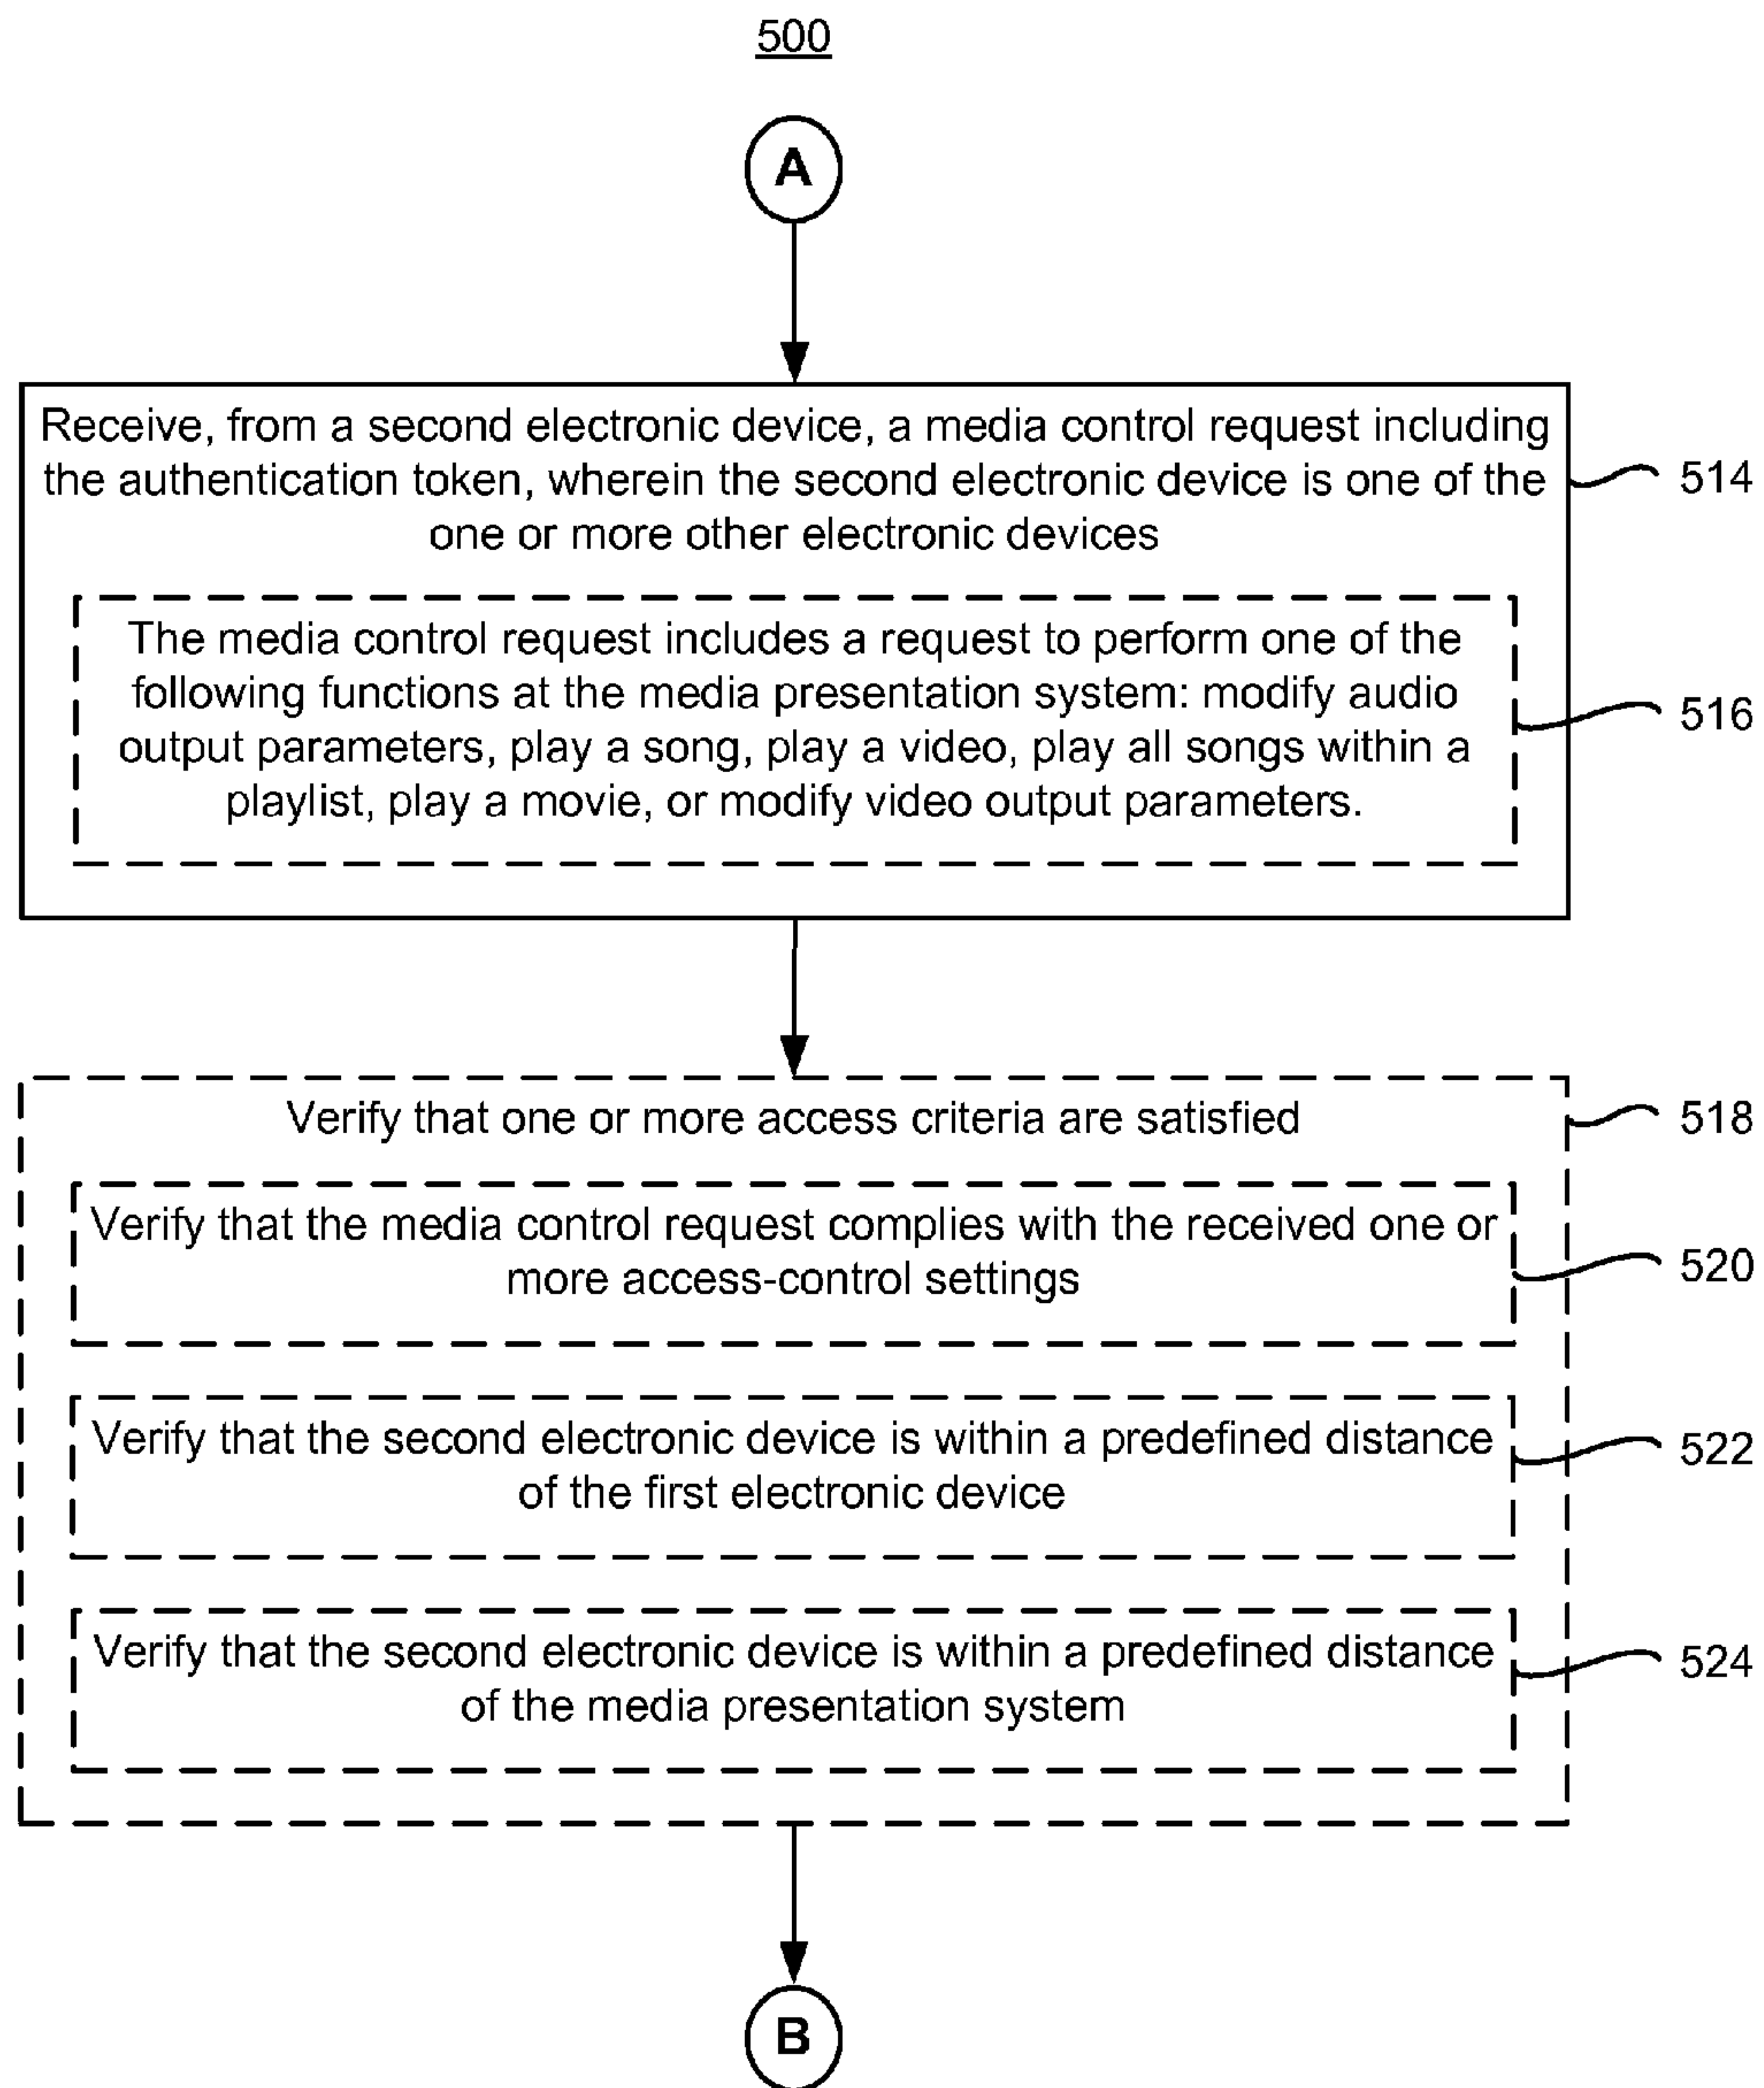 500
A
Receive, from a second electronic device, a media control request including
the authentication token, wherein the second electronic device is one of the
one or more other electronic devices
514
The media control request includes a request to perform one of the
following functions at the media presentation system: modify audio
output parameters, play a song, play a video, play all songs within a
playlist, play a movie, or modify video output parameters.
516
Verify that one or more access criteria are satisfied
518
Verify that the media control request complies with the received one or
more access-control settings
520
Verify that the second electronic device is within a predefined distance
of the first electronic device
522
Verify that the second electronic device is within a predefined distance
of the media presentation system
524
B